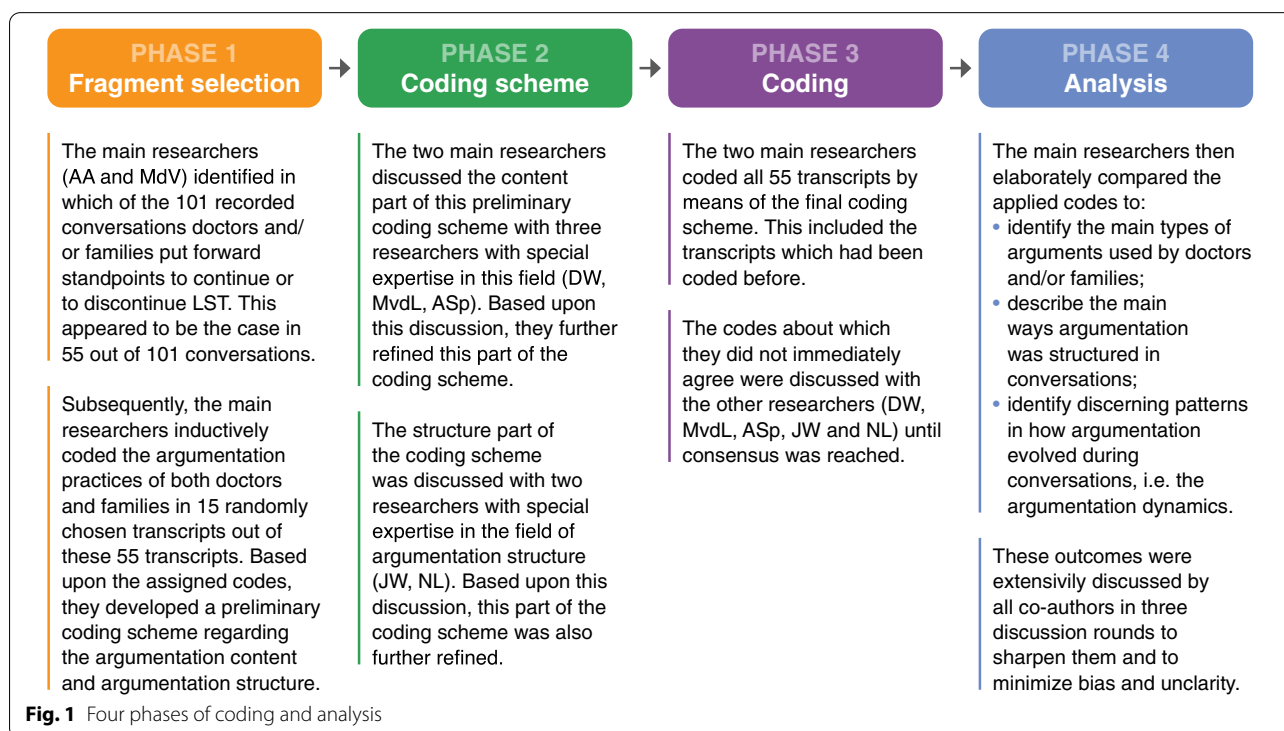 PHASE 1
Fragment selection
The main researchers
(AA and MdV) identified in
which of the 101 recorded
conversations doctors and/
or families put forward
standpoints to continue or
to discontinue LST. This
appeared to be the case in
55 out of 101 conversations.
Subsequently, the main
researchers inductively
coded the argumentation
practices of both doctors
and families in 15 randomly
chosen transcripts out of
these 55 transcripts. Based
upon the assigned codes,
they developed a preliminary
coding scheme regarding
the argumentation content
and argumentation structure.
PHASE 2
Coding scheme
The two main researchers
discussed the content
part of this preliminary
coding scheme with three
researchers with special
expertise in this field (DW,
MvdL, ASp). Based upon
this discussion, they further
refined this part of the
coding scheme.
The structure part of
the coding scheme
was discussed with two
researchers with special
expertise in the field of
argumentation structure
(JW, NL). Based upon this
discussion, this part of the
coding scheme was also
further refined.
PHASE 3
Coding
The two main researchers
coded all 55 transcripts by
means of the final coding
scheme. This included the
transcripts which had been
coded before.
The codes about which
they did not immediately
agree were discussed with
the other researchers (DW,
MvdL, ASp, JW and NL) until
consensus was reached.
PHASE 4
Analysis
The main researchers then
elaborately compared the
applied codes to:
• identify the main types of
arguments used by doctors
and/or families;
• describe the main
ways argumentation
was structured in
conversations;
• identify discerning patterns
in how argumentation
evolved during
conversations, i.e. the
argumentation dynamics.
These outcomes were
extensivily discussed by
all co-authors in three
discussion rounds to
sharpen them and to
minimize bias and unclarity.
Fig. 1 Four phases of coding and analysis